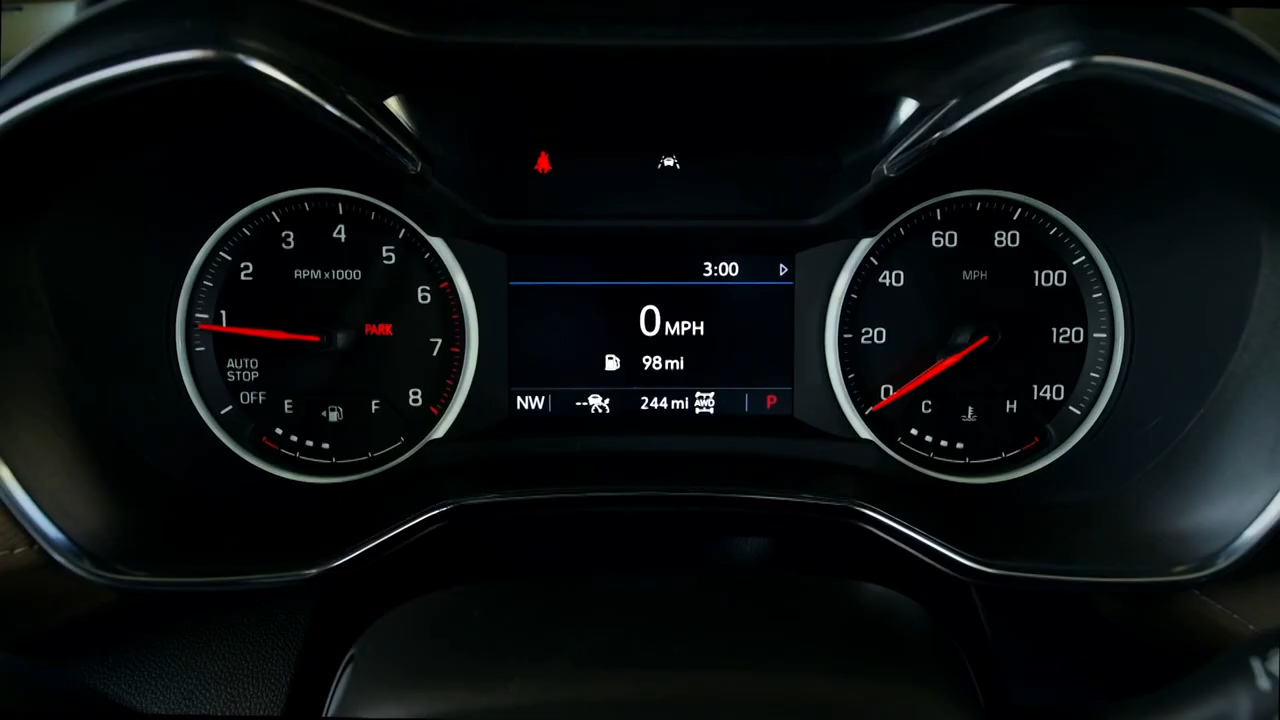 3:00
0 MPH
98 mi
NW 244 mi AWD P
1 2 3 4 5 6 7 8
RPM x1000
PARK
AUTO
STOP
OFF
E F
0 20 40 60 80 100 120 140
MPH
C H